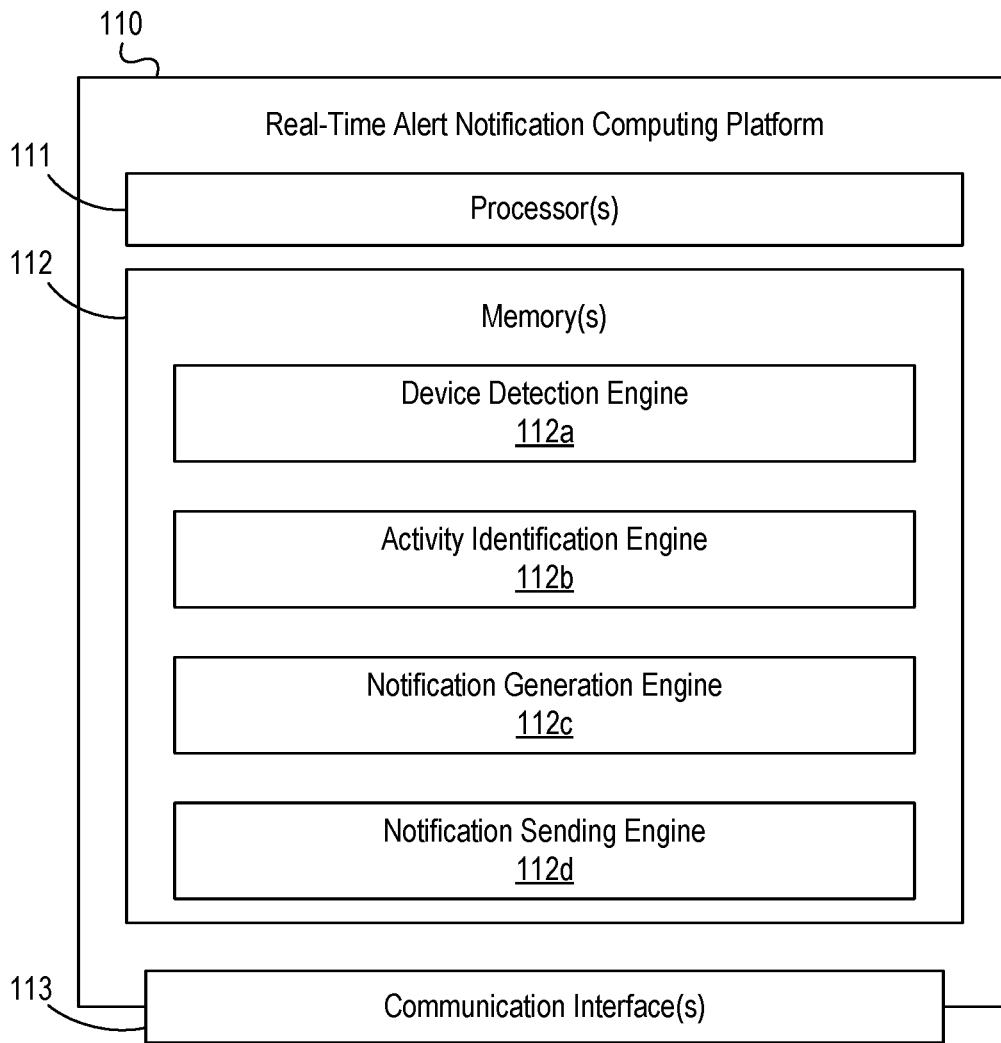 110
Real-Time Alert Notification Computing Platform
111
Processor(s)
112
Memory(s)
Device Detection Engine
112a
Activity Identification Engine
112b
Notification Generation Engine
112c
Notification Sending Engine
112d
113
Communication Interface(s)